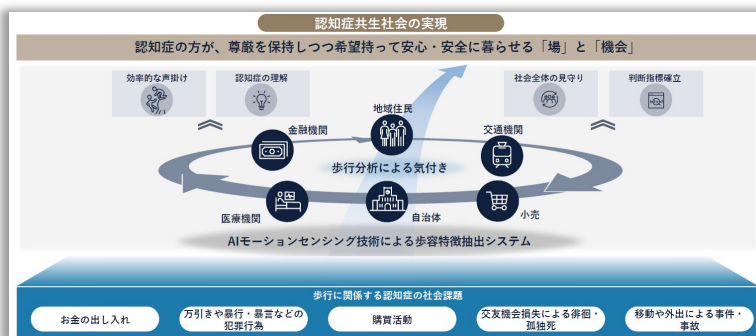 認知症共生社会の実現
認知症の方が、尊厳を保持しつつ希望持って安心・安全に暮らせる「場」と「機会」
効率的な声掛け
認知症の理解
社会全体の見守り
判断指標確立
地域住民
金融機関
交通機関
歩行分析による気付き
医療機関
自治体
小売
AIモーションセンシング技術による歩容特徴抽出システム
歩行に関係する認知症の社会課題
お金の出し入れ
万引きや暴行・暴言などの
犯罪行為
購買活動
交友機会損失による徘徊・
孤独死
移動や外出による事件・
事故